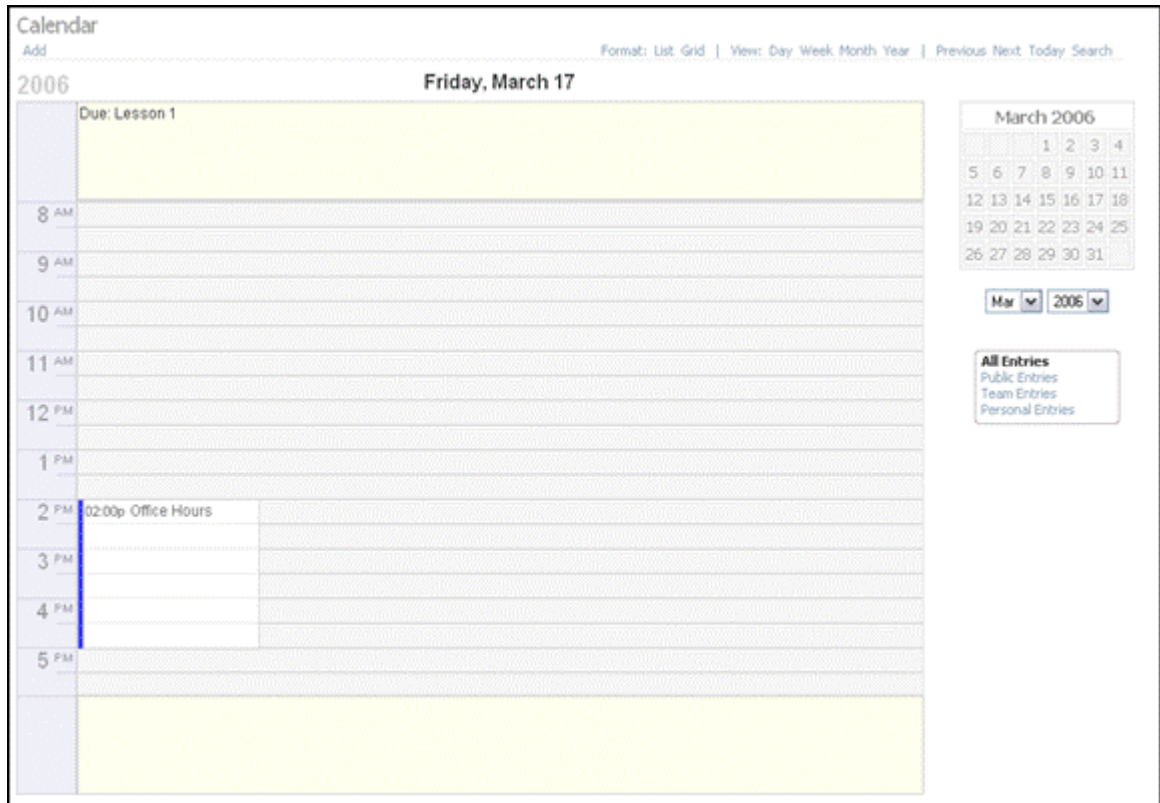 Calendar
Add
Format: List Grid | View: Day Week Month Year | Previous Next Today Search
2006
Friday, March 17
Due: Lesson 1
8 AM
9 AM
10 AM
11 AM
12 PM
1 PM
2 PM
02:00p Office Hours
3 PM
4 PM
5 PM
March 2006
1 2 3 4
5 6 7 8 9 10 11
12 13 14 15 16 17 18
19 20 21 22 23 24 25
26 27 28 29 30 31
Mar 2006
All Entries
Public Entries
Team Entries
Personal Entries